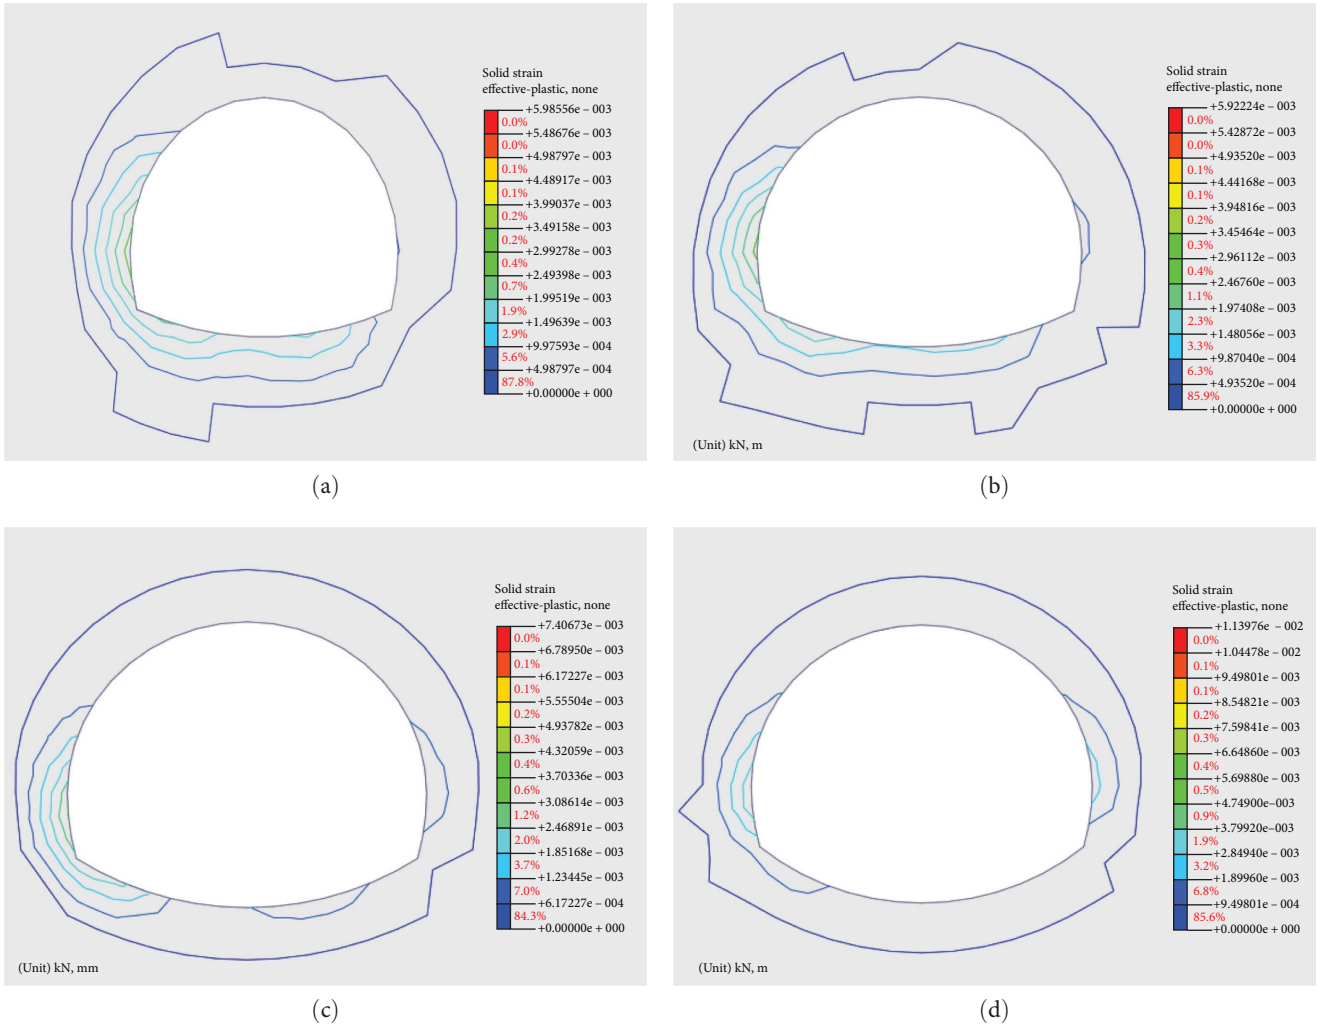 Solid strain
effective-plastic, none
+5.98556e – 003
0.0%
+5.48676e – 003
0.0%
+4.98797e – 003
0.1%
+4.48917e – 003
0.1%
+3.99037e – 003
0.2%
+3.49158e – 003
0.2%
+2.99278e – 003
0.4%
+2.49398e – 003
0.7%
+1.99519e – 003
1.9%
+1.49639e – 003
2.9%
+9.97593e – 004
5.6%
+4.98797e – 004
87.8%
+0.00000e + 000
(a)
Solid strain
effective-plastic, none
+5.92224e – 003
0.0%
+5.42872e – 003
0.0%
+4.93520e – 003
0.1%
+4.44168e – 003
0.1%
+3.94816e – 003
0.2%
+3.45464e – 003
0.3%
+2.96112e – 003
0.4%
+2.46760e – 003
1.1%
+1.97408e – 003
2.3%
+1.48056e – 003
3.3%
+9.87040e – 004
6.3%
+4.93520e – 004
85.9%
+0.00000e + 000
(Unit) kN, m
(b)
Solid strain
effective-plastic, none
+7.40673e – 003
0.0%
+6.78950e – 003
0.1%
+6.17227e – 003
0.1%
+5.55504e – 003
0.2%
+4.93782e – 003
0.3%
+4.32059e – 003
0.4%
+3.70336e – 003
0.6%
+3.08614e – 003
1.2%
+2.46891e – 003
2.0%
+1.85168e – 003
3.7%
+1.23445e – 003
7.0%
+6.17227e – 004
84.3%
+0.00000e + 000
(Unit) kN, mm
(c)
Solid strain
effective-plastic, none
+1.13976e – 002
0.0%
+1.04478e – 002
0.1%
+9.49801e – 003
0.1%
+8.54821e – 003
0.2%
+7.59841e – 003
0.3%
+6.64860e – 003
0.4%
+5.69880e – 003
0.5%
+4.74900e–003
0.9%
+3.79920e–003
1.9%
+2.84940e – 003
3.2%
+1.89960e – 003
6.8%
+9.49801e – 004
85.6%
+0.00000e + 000
(Unit) kN, m
(d)